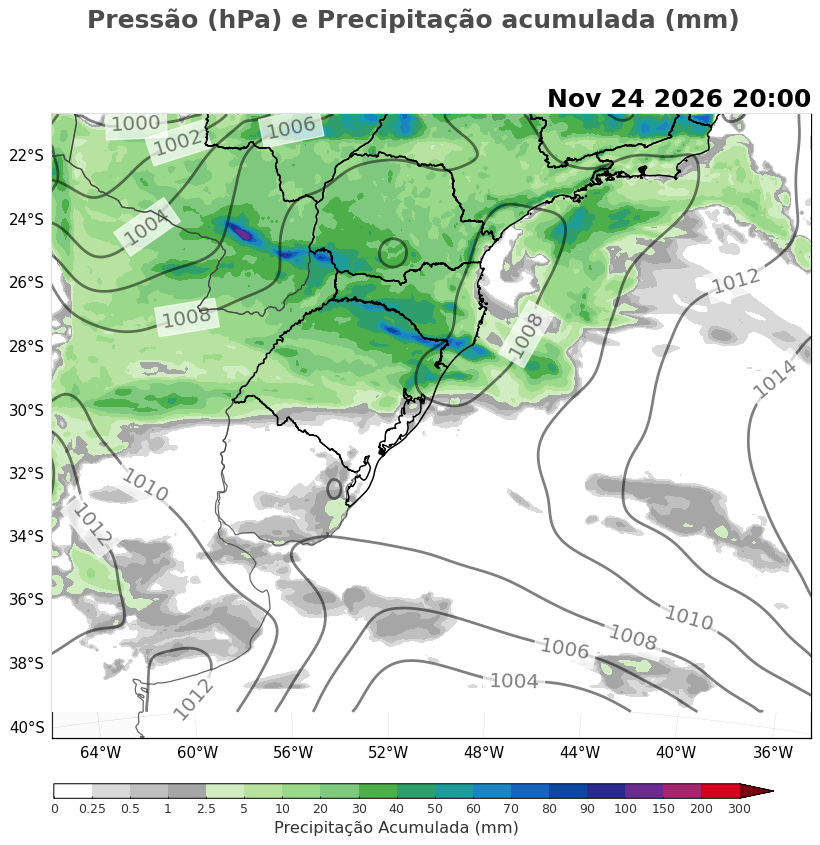 Pressão (hPa) e Precipitação acumulada (mm)
Nov 24 2026 20:00
1000
1002
1006
22°S
1004
24°S
26°S
1012
1008
1008
28°S
1014
30°S
32°S
1010
1012
34°S
36°S
1010
1008
1006
38°S
1004
1012
40°S
64°W 60°W 56°W 52°W 48°W 44°W 40°W 36°W
0 0.25 0.5 1 2.5 5 10 20 30 40 50 60 70 80 90 100 150 200 300
Precipitação Acumulada (mm)